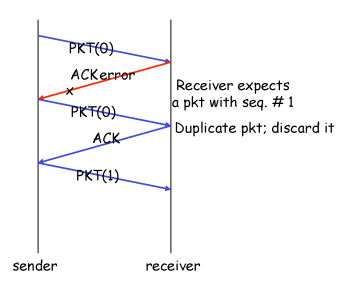 PKT(0)
ACKerror
x
Receiver expects
a pkt with seq. # 1
PKT(0)
Duplicate pkt; discard it
ACK
PKT(1)
sender
receiver